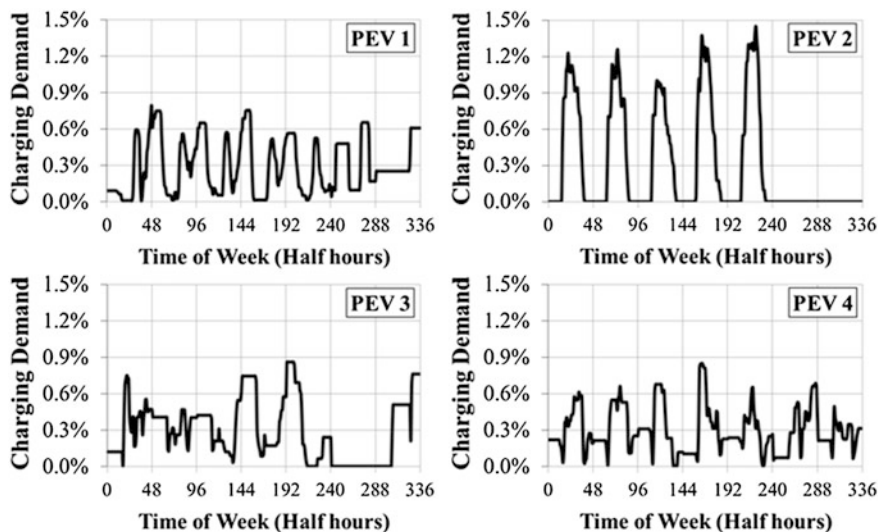 PEV 1
Charging Demand
1.5%
1.2%
0.9%
0.6%
0.3%
0.0%
0 48 96 144 192 240 288 336
Time of Week (Half hours)
PEV 2
Charging Demand
1.5%
1.2%
0.9%
0.6%
0.3%
0.0%
0 48 96 144 192 240 288 336
Time of Week (Half hours)
PEV 3
Charging Demand
1.5%
1.2%
0.9%
0.6%
0.3%
0.0%
0 48 96 144 192 240 288 336
Time of Week (Half hours)
PEV 4
Charging Demand
1.5%
1.2%
0.9%
0.6%
0.3%
0.0%
0 48 96 144 192 240 288 336
Time of Week (Half hours)